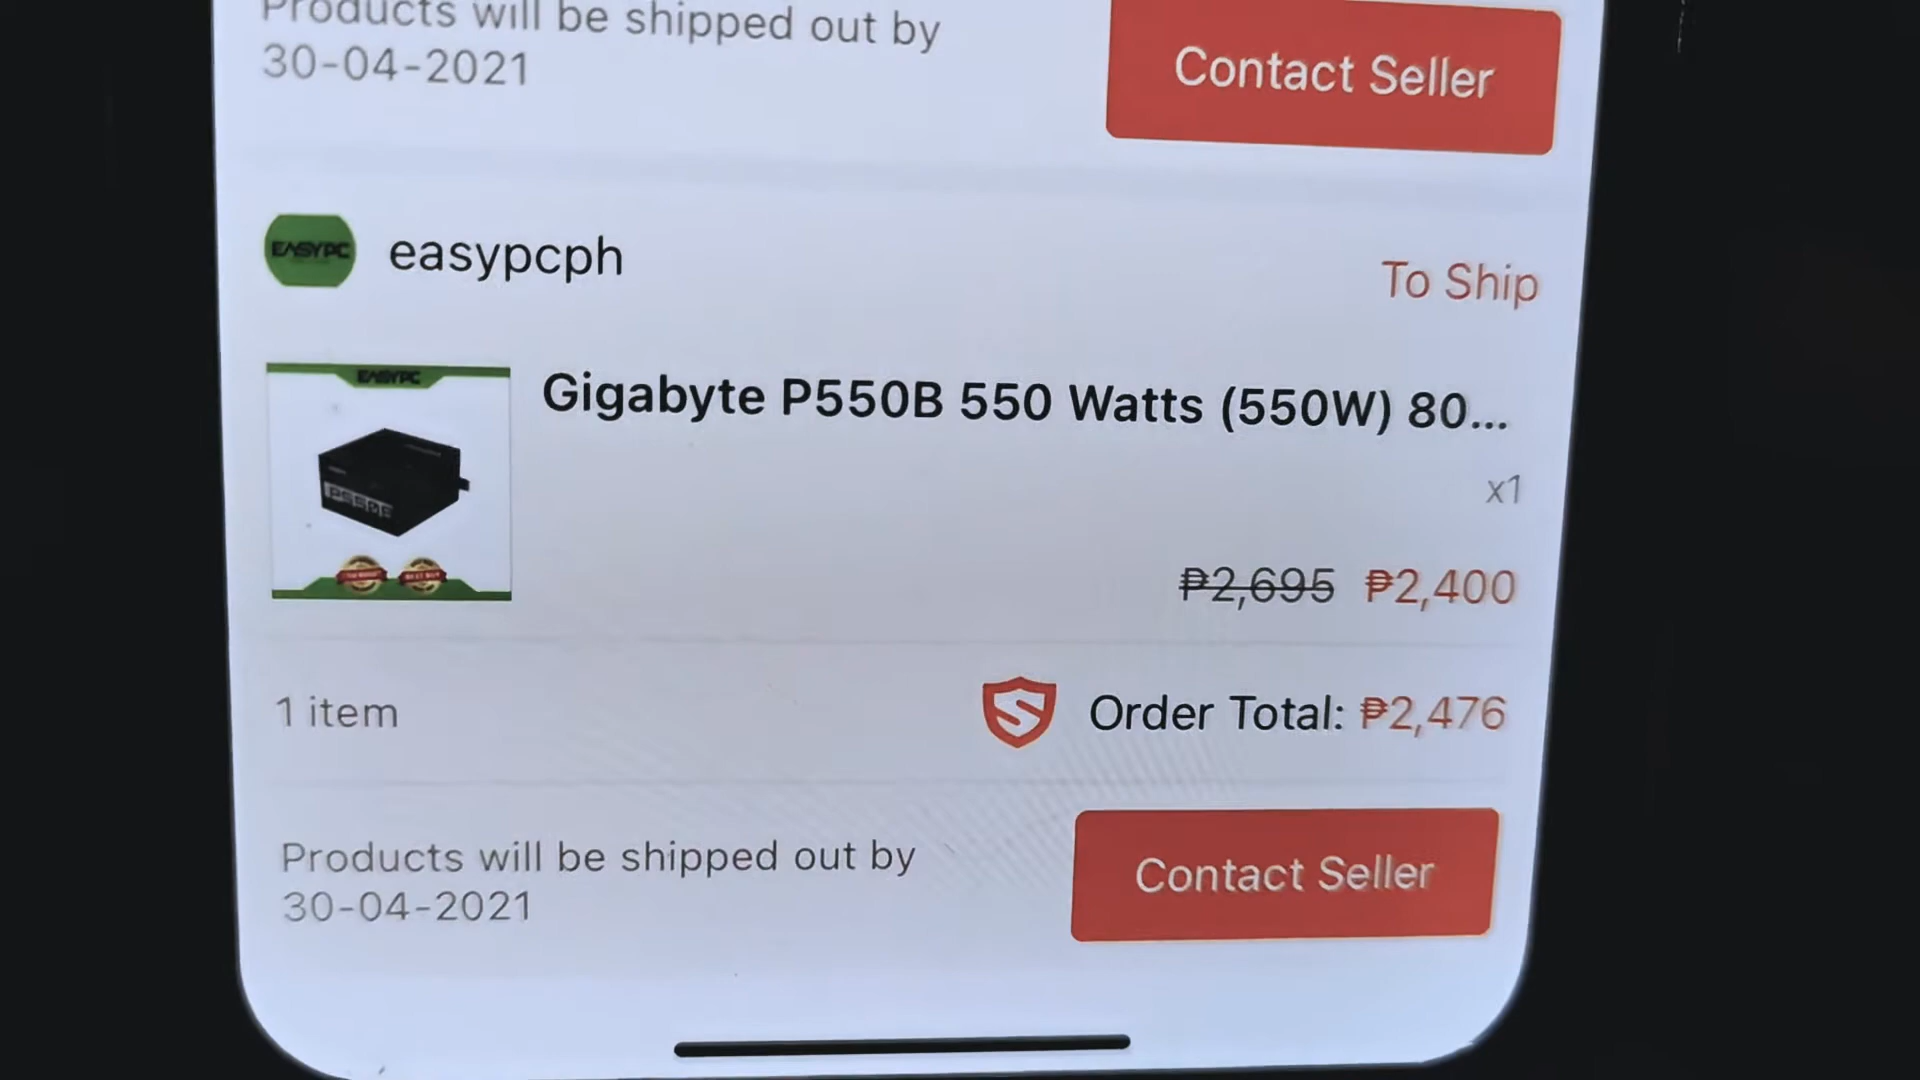 Products will be shipped out by
30-04-2021
Contact Seller
EASYPC
easypcph
To Ship
EASYPC
P550B
Gigabyte P550B 550 Watts (550W) 80...
x1
₱2,695 ₱2,400
1 item
Order Total: ₱2,476
Products will be shipped out by
30-04-2021
Contact Seller